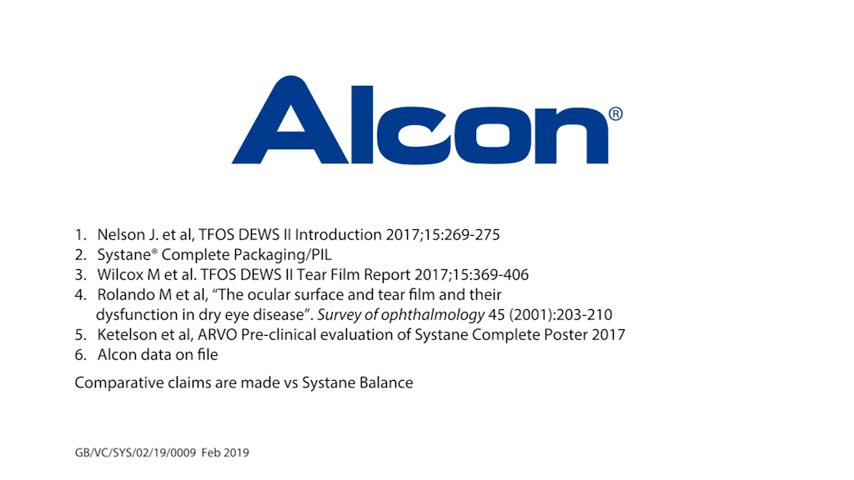 Alcon®
1. Nelson J. et al, TFOS DEWS II Introduction 2017;15:269-275
2. Systane® Complete Packaging/PIL
3. Wilcox M et al. TFOS DEWS II Tear Film Report 2017;15:369-406
4. Rolando M et al, “The ocular surface and tear film and their
dysfunction in dry eye disease”. Survey of ophthalmology 45 (2001):203-210
5. Ketelson et al, ARVO Pre-clinical evaluation of Systane Complete Poster 2017
6. Alcon data on file
Comparative claims are made vs Systane Balance
GB/VC/SYS/02/19/0009 Feb 2019